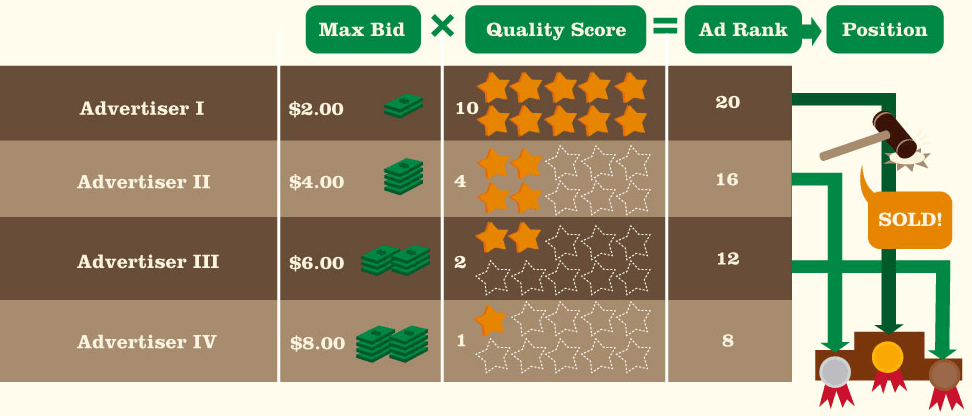 Max Bid × Quality Score = Ad Rank Position
Advertiser I $2.00 10 20
Advertiser II $4.00 4 16
SOLD!
Advertiser III $6.00 2 12
Advertiser IV $8.00 1 8